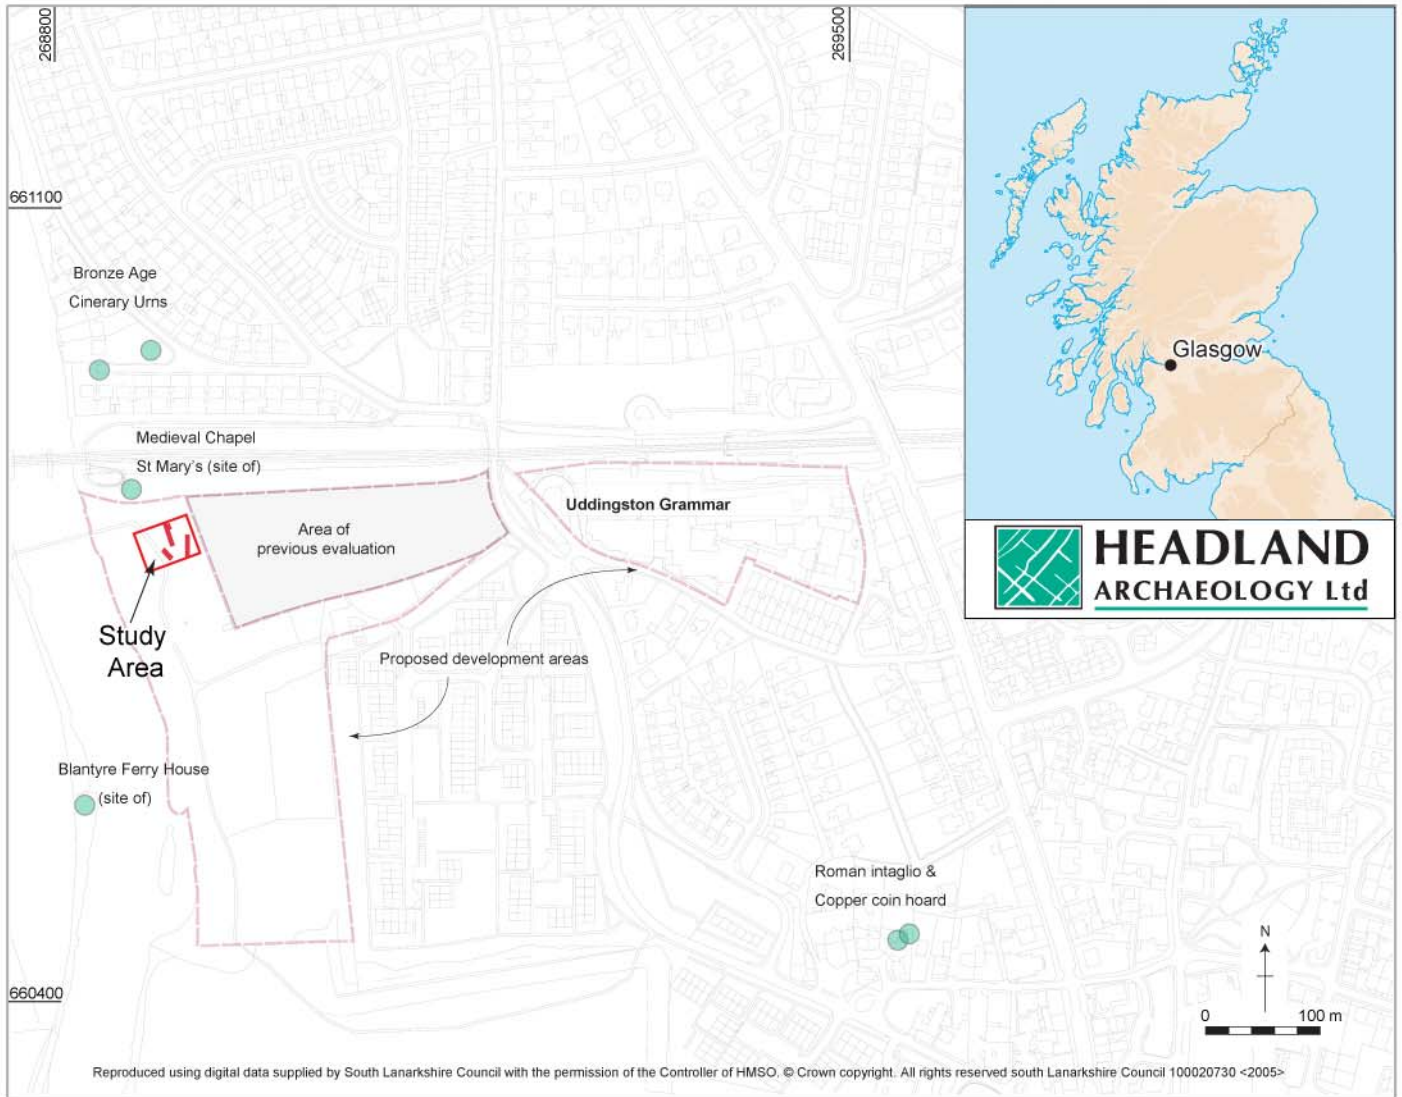 268800
269500
661100
Bronze Age
Cinerary Urns
Glasgow
Medieval Chapel
St Mary's (site of)
Uddingston Grammar
Area of
previous evaluation
HEADLAND
ARCHAEOLOGY Ltd
Study
Area
Proposed development areas
Blantyre Ferry House
(site of)
Roman intaglio &
Copper coin hoard
N
660400
0 100 m
Reproduced using digital data supplied by South Lanarkshire Council with the permission of the Controller of HMSO. © Crown copyright. All rights reserved south Lanarkshire Council 100020730 <2005>